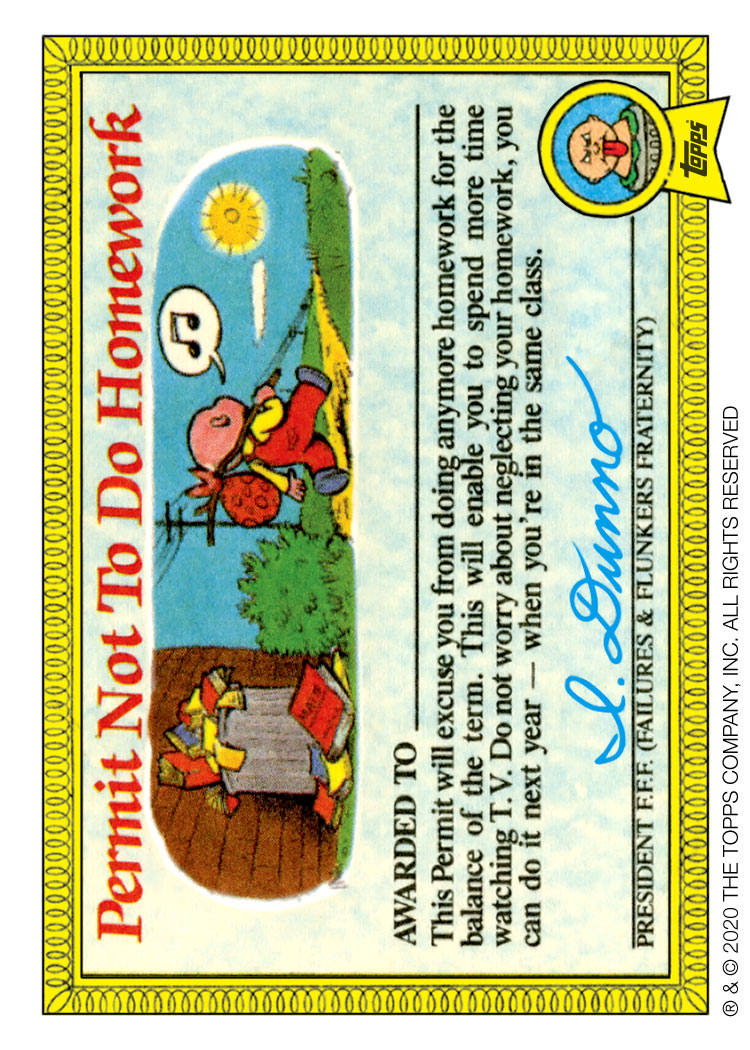 Permit Not To Do Homework
AWARDED TO
This Permit will excuse you from doing anymore homework for the
balance of the term. This will enable you to spend more time
watching T.V. Do not worry about neglecting your homework, you
can do it next year — when you're in the same class.
I. Dunno
PRESIDENT F.F.F. (FAILURES & FLUNKERS FRATERNITY)
topps
® & © 2020 THE TOPPS COMPANY, INC. ALL RIGHTS RESERVED